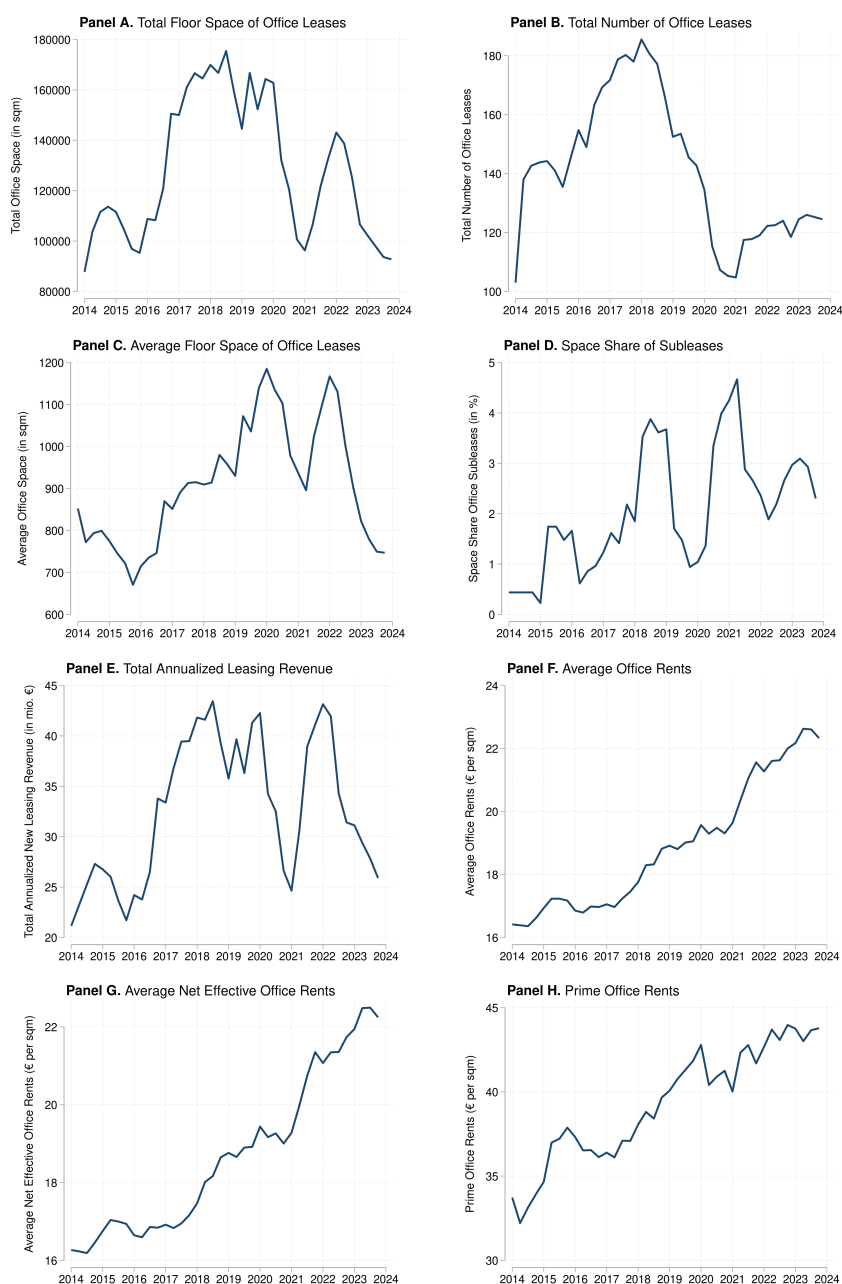 Panel A. Total Floor Space of Office Leases
Total Office Space (in sqm)
180000
160000
140000
120000
100000
80000
2014 2015 2016 2017 2018 2019 2020 2021 2022 2023 2024
Panel B. Total Number of Office Leases
Total Number of Office Leases
180
160
140
120
100
2014 2015 2016 2017 2018 2019 2020 2021 2022 2023 2024
Panel C. Average Floor Space of Office Leases
Average Office Space (in sqm)
1200
1100
1000
900
800
700
600
2014 2015 2016 2017 2018 2019 2020 2021 2022 2023 2024
Panel D. Space Share of Subleases
Space Share Office Subleases (in %)
5
4
3
2
1
0
2014 2015 2016 2017 2018 2019 2020 2021 2022 2023 2024
Panel E. Total Annualized Leasing Revenue
Total Annualized New Leasing Revenue (in mio. €)
45
40
35
30
25
20
2014 2015 2016 2017 2018 2019 2020 2021 2022 2023 2024
Panel F. Average Office Rents
Average Office Rents (€ per sqm)
24
22
20
18
16
2014 2015 2016 2017 2018 2019 2020 2021 2022 2023 2024
Panel G. Average Net Effective Office Rents
Average Net Effective Office Rents (€ per sqm)
22
20
18
16
2014 2015 2016 2017 2018 2019 2020 2021 2022 2023 2024
Panel H. Prime Office Rents
Prime Office Rents (€ per sqm)
45
40
35
30
2014 2015 2016 2017 2018 2019 2020 2021 2022 2023 2024